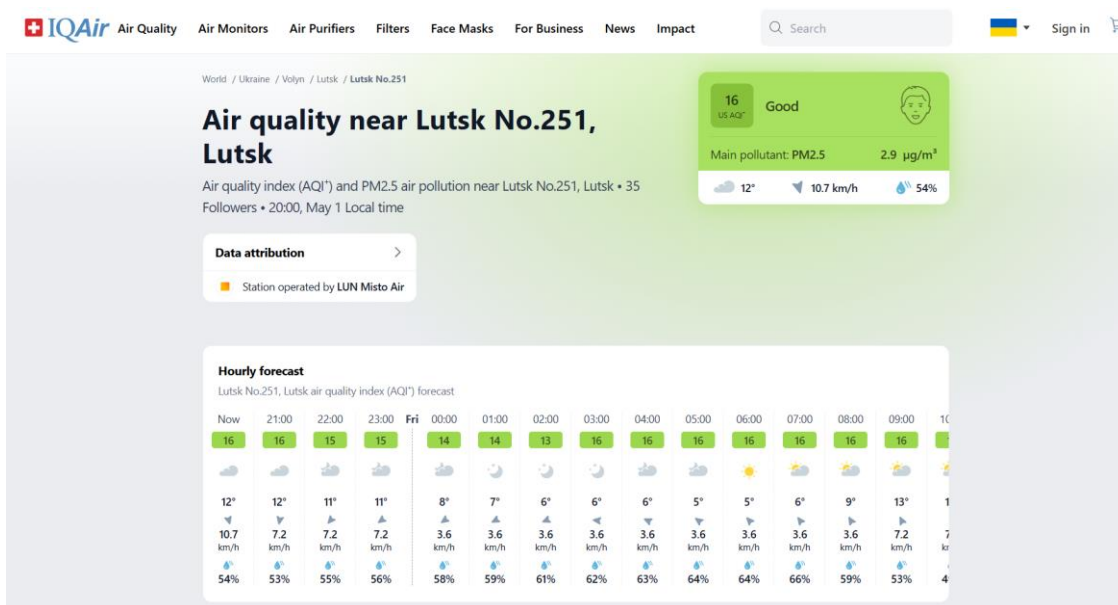 IQAir Air Quality Air Monitors Air Purifiers Filters Face Masks For Business News Impact Search Sign in
World / Ukraine / Volyn / Lutsk / Lutsk No.251
Air quality near Lutsk No.251,
Lutsk
Air quality index (AQI⁺) and PM2.5 air pollution near Lutsk No.251, Lutsk • 35
Followers • 20:00, May 1 Local time
16
US AQI⁺
Good
Main pollutant: PM2.5 2.9 µg/m³
12° 10.7 km/h 54%
Data attribution
Station operated by LUN Misto Air
Hourly forecast
Lutsk No.251, Lutsk air quality index (AQI⁺) forecast
Now 21:00 22:00 23:00 Fri 00:00 01:00 02:00 03:00 04:00 05:00 06:00 07:00 08:00 09:00
16 16 15 15 14 14 13 16 16 16 16 16 16 16
12° 12° 11° 11° 8° 7° 6° 6° 6° 5° 5° 6° 9° 13°
10.7 7.2 7.2 7.2 3.6 3.6 3.6 3.6 3.6 3.6 3.6 3.6 3.6 7.2
km/h km/h km/h km/h km/h km/h km/h km/h km/h km/h km/h km/h km/h km/h
54% 53% 55% 56% 58% 59% 61% 62% 63% 64% 64% 66% 59% 53%